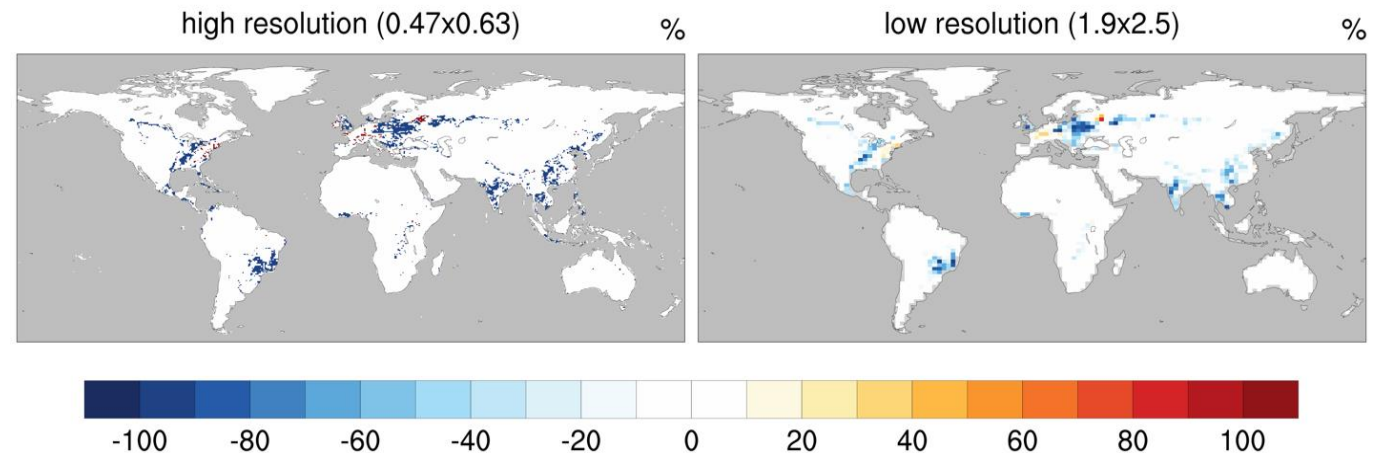 high resolution (0.47x0.63) %
low resolution (1.9x2.5) %
-100 -80 -60 -40 -20 0 20 40 60 80 100